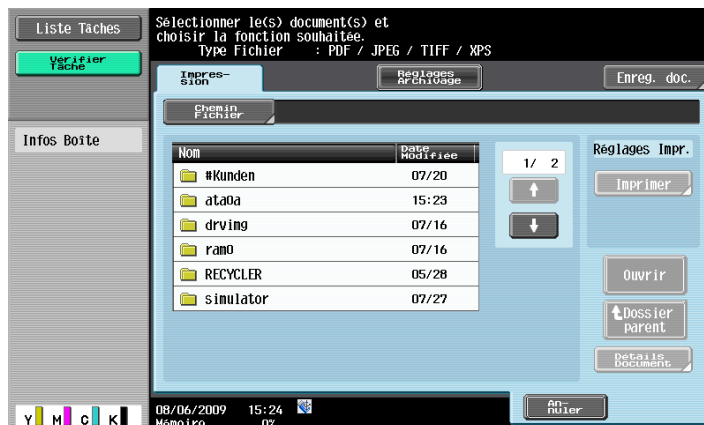 Liste Tâches
Vérifier
Tâche
Infos Boîte
Sélectionner le(s) document(s) et
choisir la fonction souhaitée.
Type Fichier : PDF / JPEG / TIFF / XPS
Impres-
sion
Réglages
Archivage
Enreg. doc.
Chemin
Fichier
Nom Date
Modifiée
#Kunden 07/20
ata0a 15:23
drving 07/16
ram0 07/16
RECYCLER 05/28
simulator 07/27
1/ 2
Réglages Impr.
Imprimer
Ouvrir
Dossier
parent
Détails
Document
An-
nuler
08/06/2009 15:24
Mémoire 0%
Y M C K